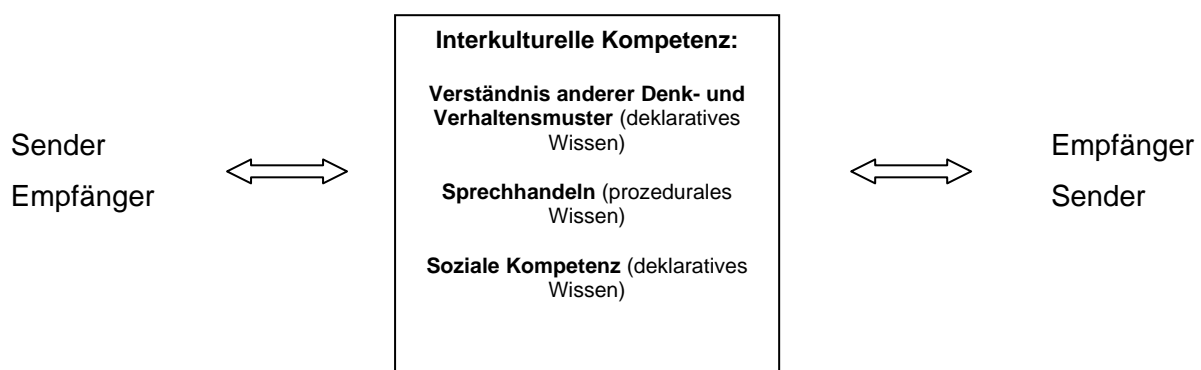 Interkulturelle Kompetenz:
Verständnis anderer Denk- und
Verhaltensmuster (deklaratives
Wissen)
Sprechhandeln (prozedurales
Wissen)
Soziale Kompetenz (deklaratives
Wissen)
Sender
Empfänger
Empfänger
Sender